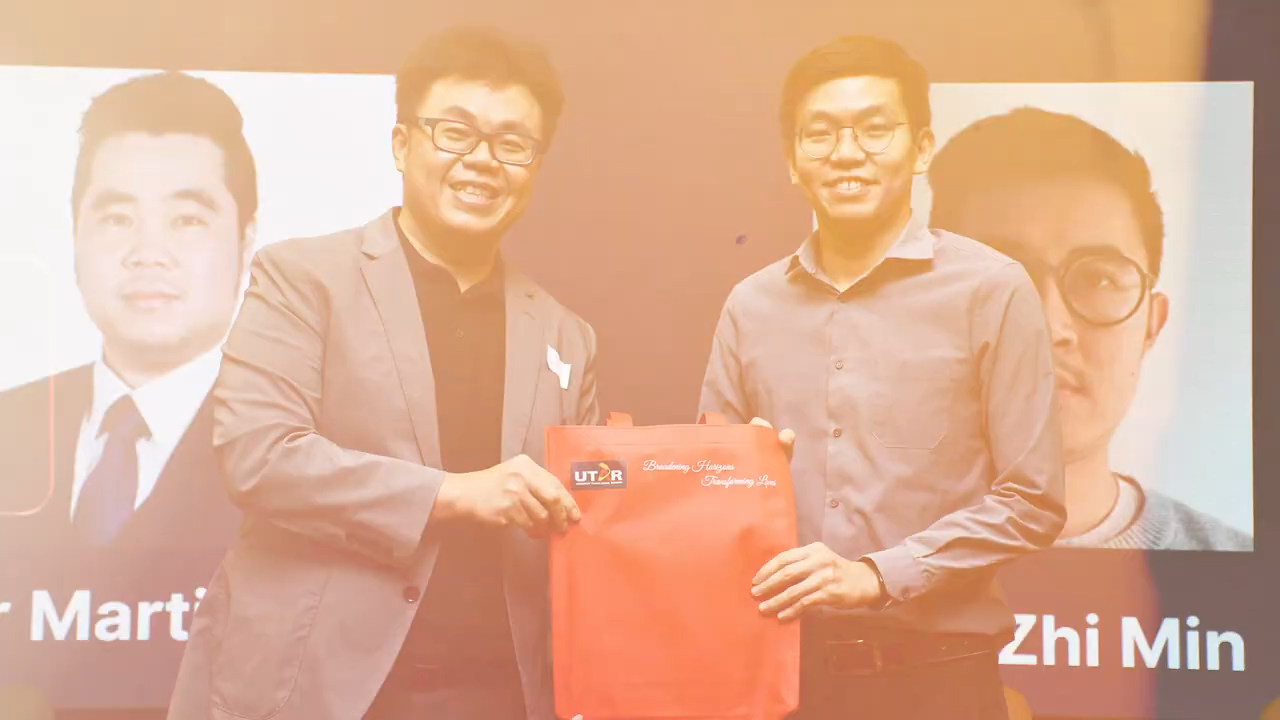 r Marti
Zhi Min
UTAR
Broadening Horizons
Transforming Lives